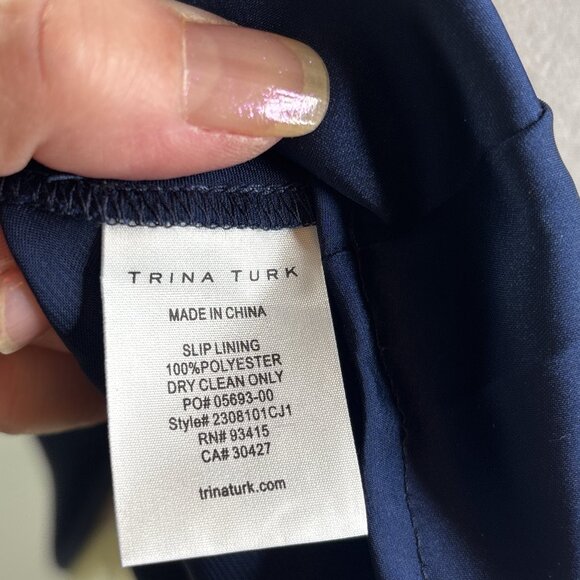 TRINA TURK
MADE IN CHINA
SLIP LINING
100%POLYESTER
DRY CLEAN ONLY
PO# 05693-00
Style# 2308101CJ1
RN# 93415
CA# 30427
trinaturk.com